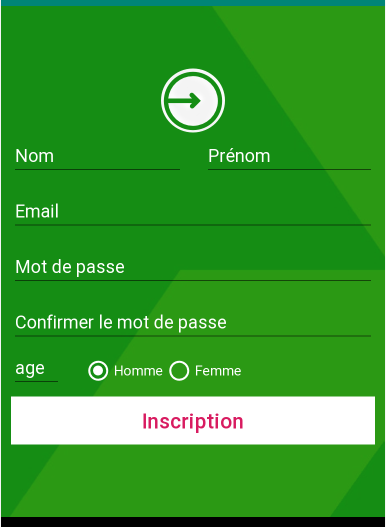 Nom Prénom
Email
Mot de passe
Confirmer le mot de passe
age Homme Femme
Inscription